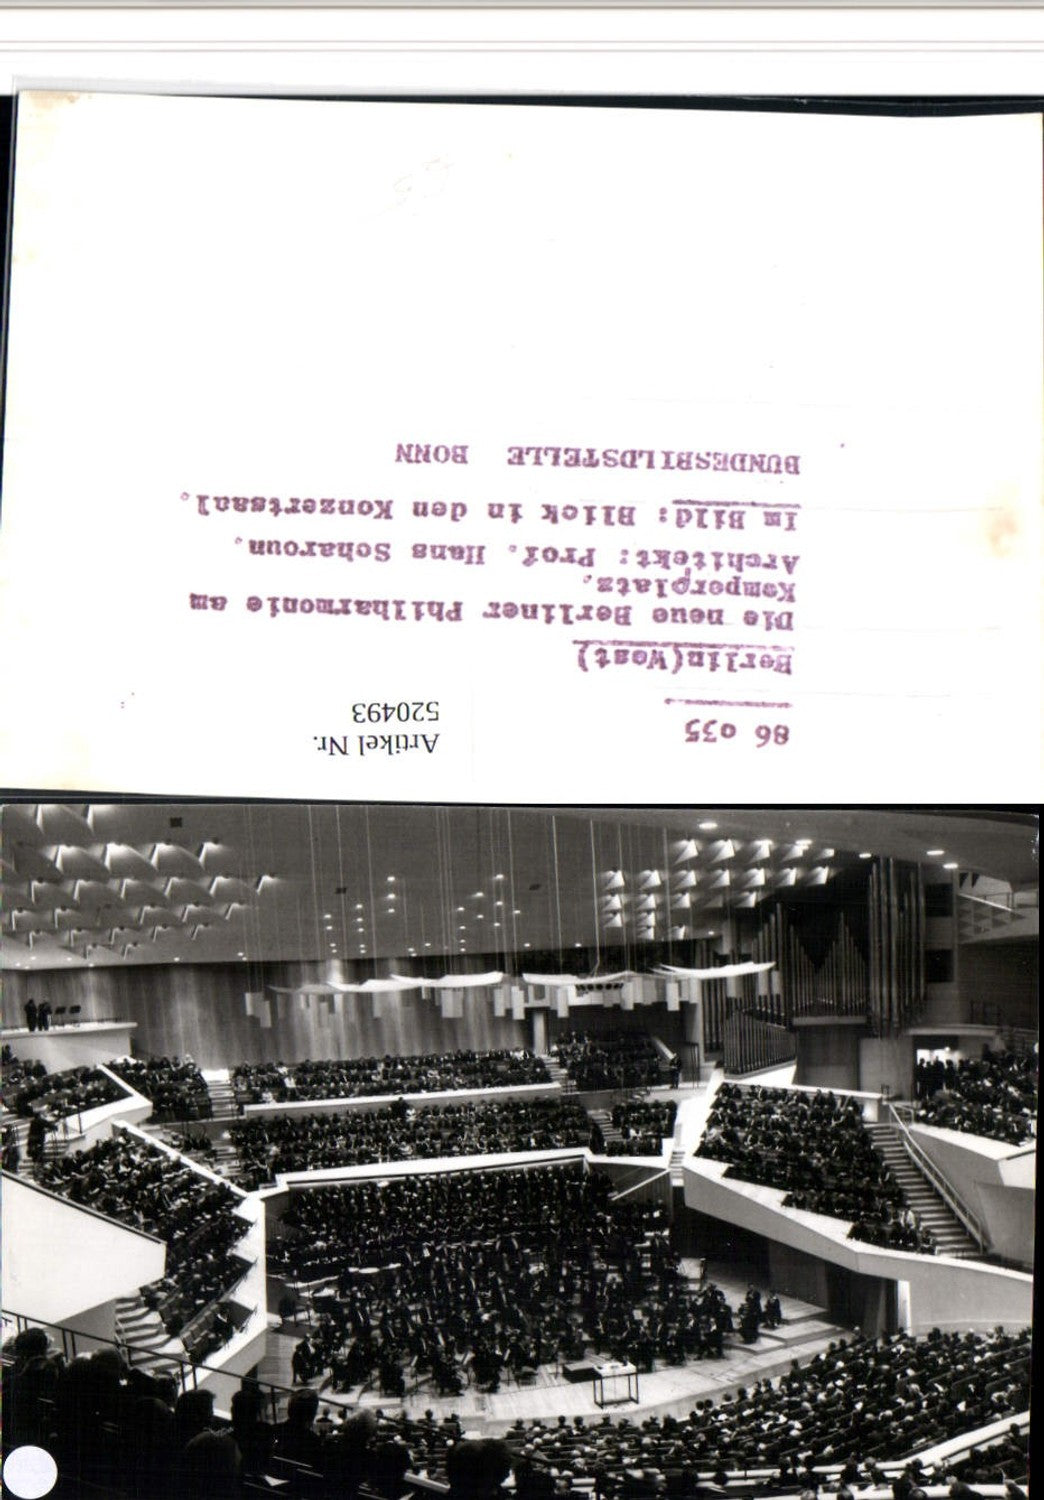 Artikel Nr.
520493
86 035
Berlin(West)
Die neue Berliner Philharmonie am
Kemperplatz.
Architekt: Prof. Hans Scharoun.
Im Bild: Blick in den Konzertsaal.
BUNDESBILDSTELLE BONN